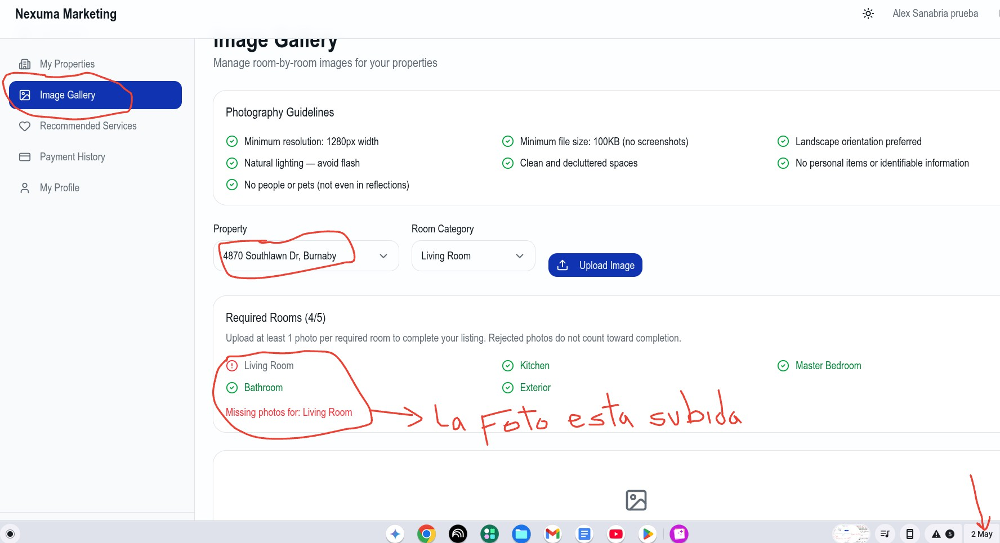 Nexuma Marketing
Alex Sanabria prueba
My Properties
Image Gallery
Recommended Services
Payment History
My Profile
Image Gallery
Manage room-by-room images for your properties
Photography Guidelines
Minimum resolution: 1280px width
Minimum file size: 100KB (no screenshots)
Landscape orientation preferred
Natural lighting — avoid flash
Clean and decluttered spaces
No personal items or identifiable information
No people or pets (not even in reflections)
Property
Room Category
4870 Southlawn Dr, Burnaby
Living Room
Upload Image
Required Rooms (4/5)
Upload at least 1 photo per required room to complete your listing. Rejected photos do not count toward completion.
Living Room
Kitchen
Master Bedroom
Bathroom
Exterior
Missing photos for: Living Room
La Foto esta subida
5
2 May